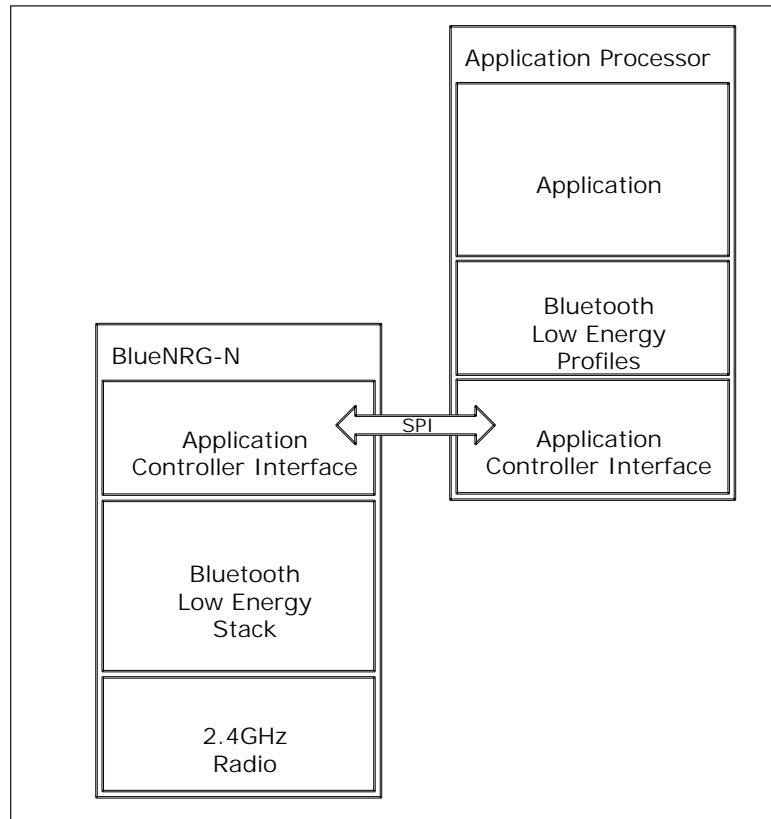 Application Processor
Application
Bluetooth
Low Energy
Profiles
Application
Controller Interface
SPI
BlueNRG-N
Application
Controller Interface
Bluetooth
Low Energy
Stack
2.4GHz
Radio